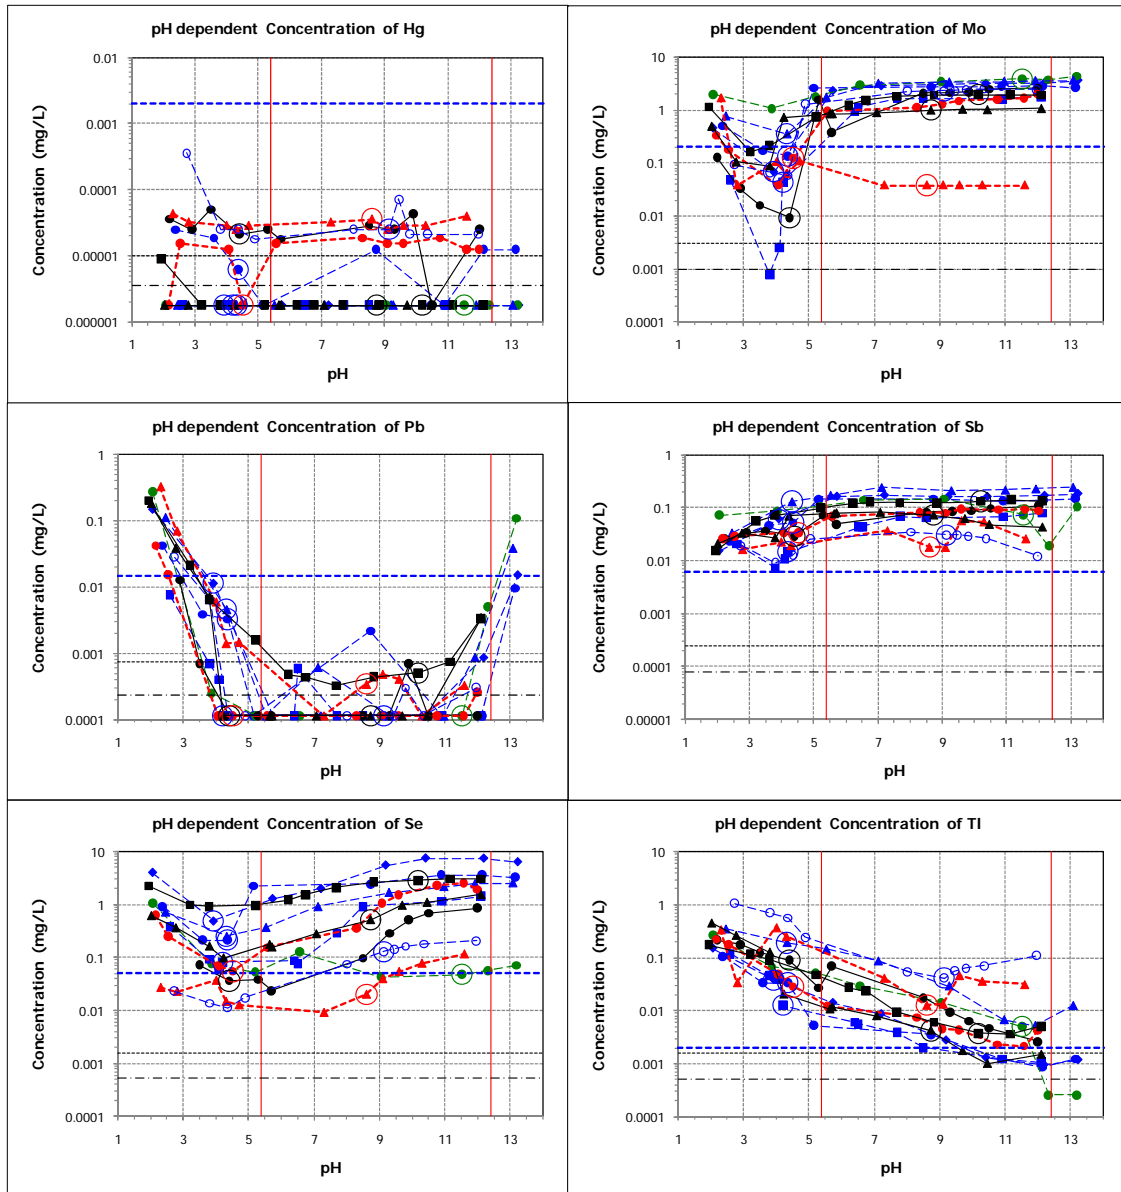 pH dependent Concentration of Hg
0.01
0.001
0.0001
0.00001
0.000001
Concentration (mg/L)
1 3 5 7 9 11 13
pH
pH dependent Concentration of Mo
10
1
0.1
0.01
0.001
0.0001
Concentration (mg/L)
1 3 5 7 9 11 13
pH
pH dependent Concentration of Pb
1
0.1
0.01
0.001
0.0001
Concentration (mg/L)
1 3 5 7 9 11 13
pH
pH dependent Concentration of Sb
1
0.1
0.01
0.001
0.0001
0.00001
Concentration (mg/L)
1 3 5 7 9 11 13
pH
pH dependent Concentration of Se
10
1
0.1
0.01
0.001
0.0001
Concentration (mg/L)
1 3 5 7 9 11 13
pH
pH dependent Concentration of Tl
10
1
0.1
0.01
0.001
0.0001
Concentration (mg/L)
1 3 5 7 9 11 13
pH